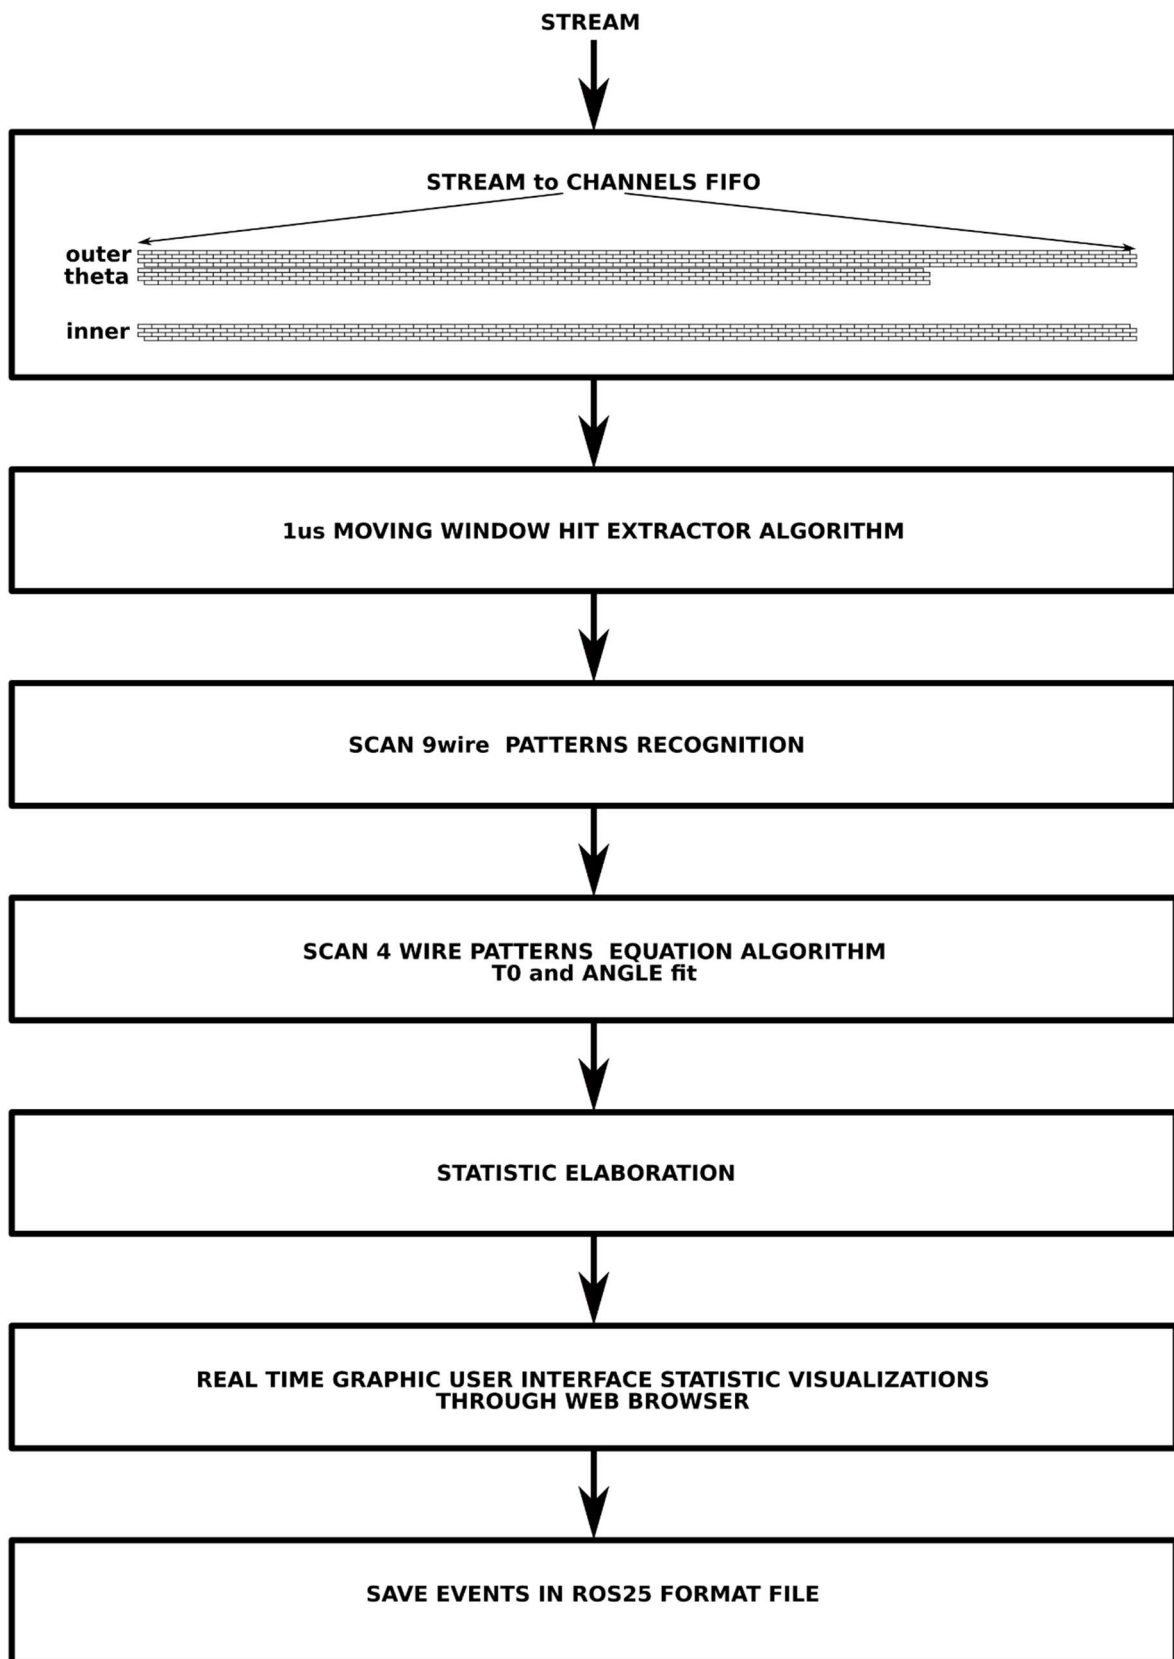 STREAM
STREAM to CHANNELS FIFO
outer
theta
inner
1us MOVING WINDOW HIT EXTRACTOR ALGORITHM
SCAN 9wire  PATTERNS RECOGNITION
SCAN 4 WIRE PATTERNS  EQUATION ALGORITHM
T0 and ANGLE fit
STATISTIC ELABORATION
REAL TIME GRAPHIC USER INTERFACE STATISTIC VISUALIZATIONS
THROUGH WEB BROWSER
SAVE EVENTS IN ROS25 FORMAT FILE